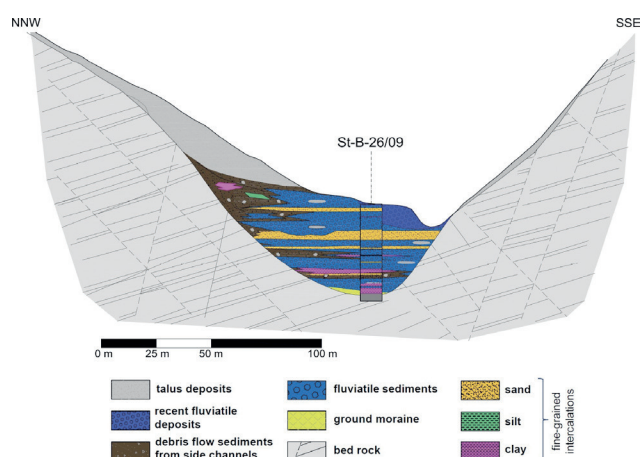 NNW
SSE
St-B-26/09
0 m 25 m 50 m 100 m
talus deposits
recent fluviatile
deposits
debris flow sediments
from side channels
fluviatile sediments
ground moraine
bed rock
sand
silt
clay
fine-grained
intercalations